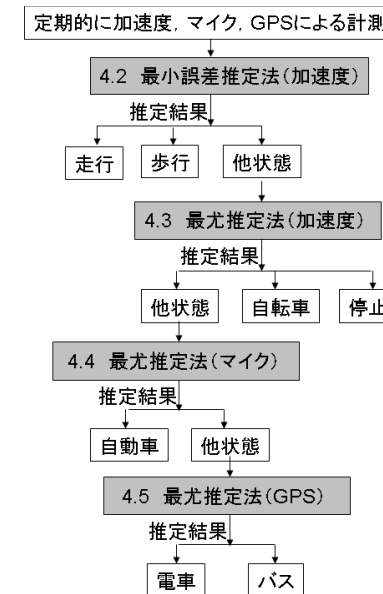 定期的に加速度, マイク, GPSによる計測
4.2 最小誤差推定法(加速度)
推定結果
走行 歩行 他状態
4.3 最尤推定法(加速度)
推定結果
他状態 自転車 停止
4.4 最尤推定法(マイク)
推定結果
自動車 他状態
4.5 最尤推定法(GPS)
推定結果
電車 バス